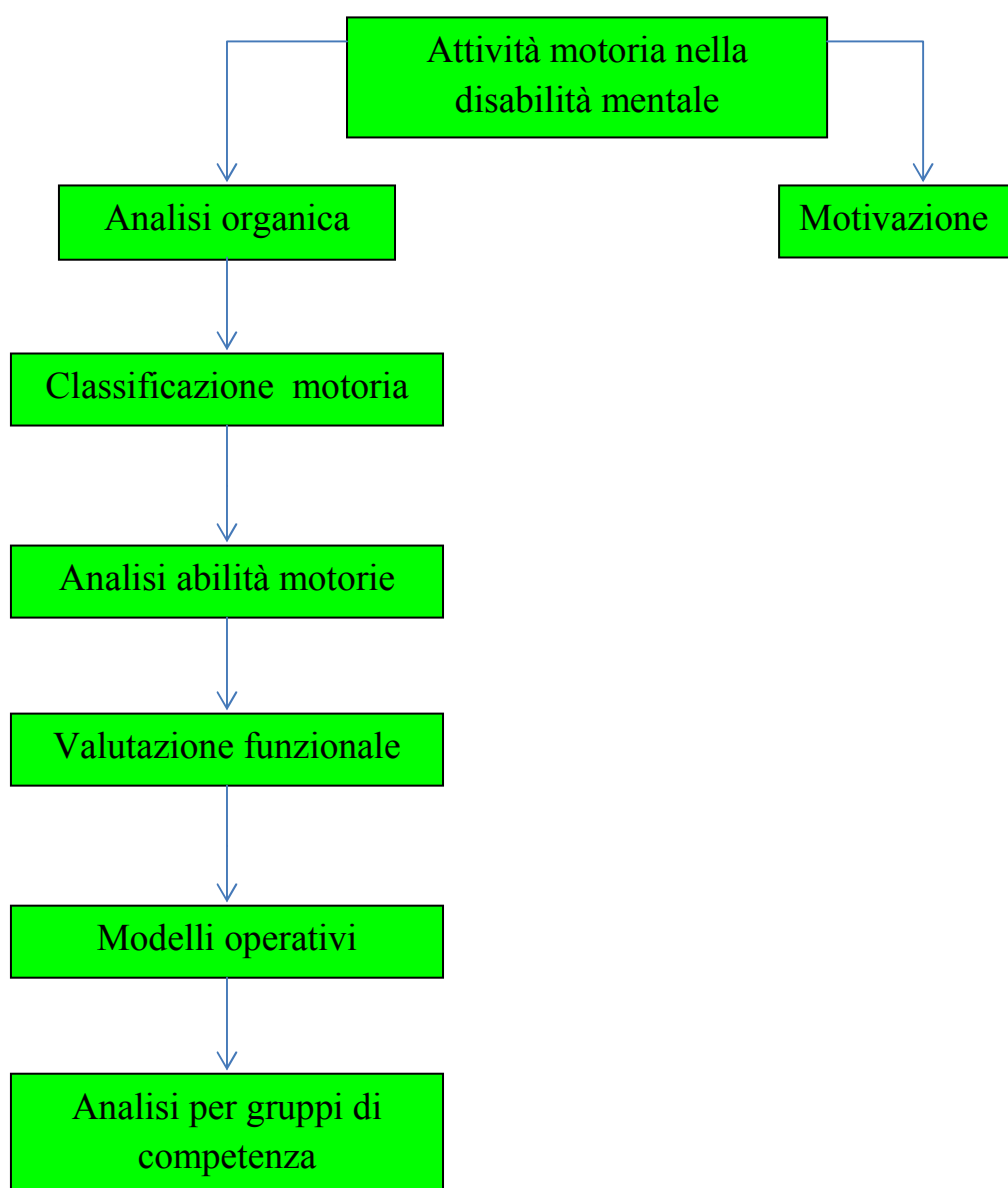 Attività motoria nella
disabilità mentale
Analisi organica
Motivazione
Classificazione  motoria
Analisi abilità motorie
Valutazione funzionale
Modelli operativi
Analisi per gruppi di
competenza